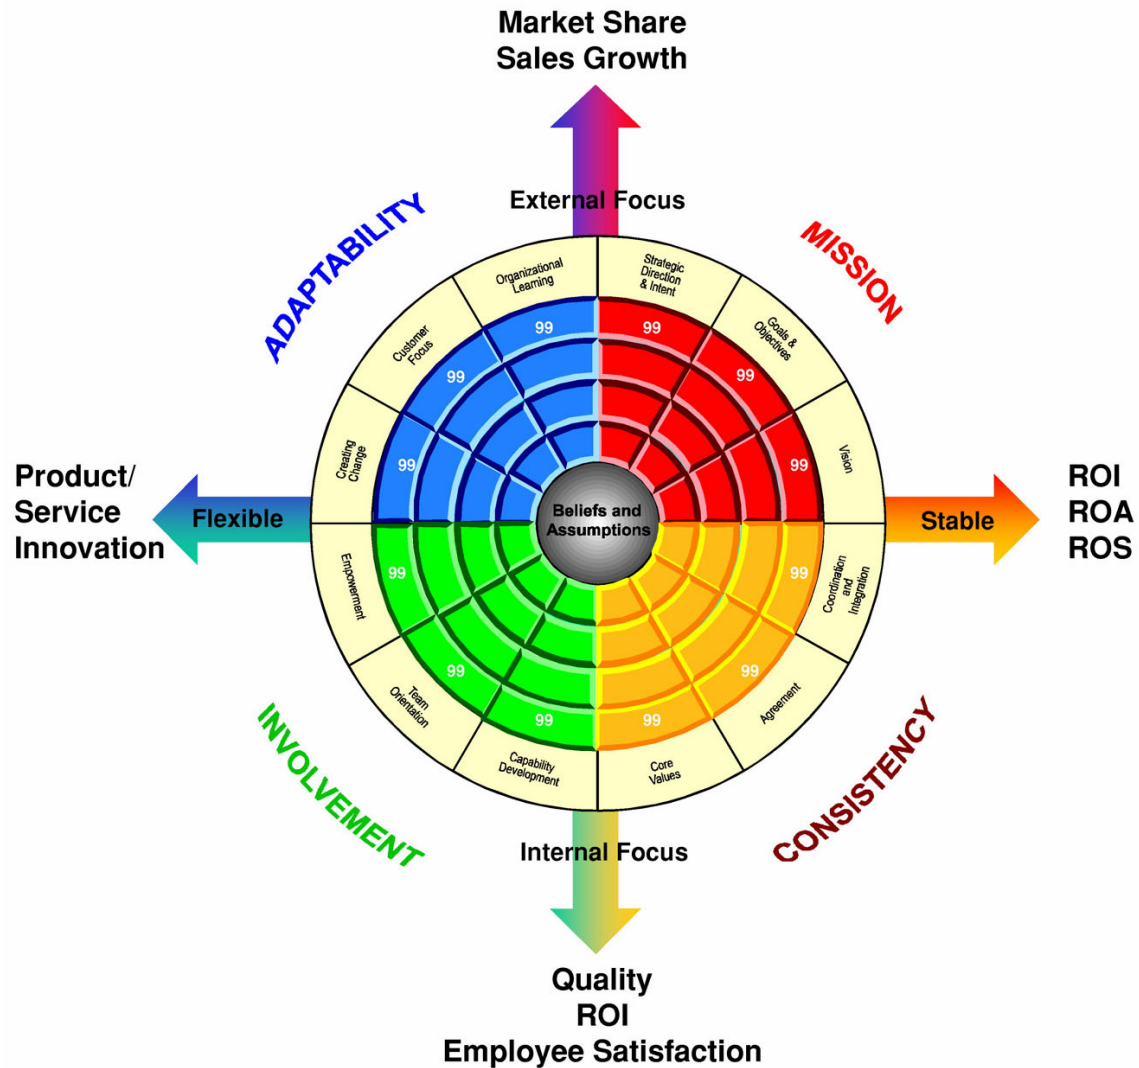 Market Share
Sales Growth
External Focus
ADAPTABILITY
MISSION
Organizational
Learning
Strategic
Direction
& Intent
Customer
Focus
Goals &
Objectives
99
99
99
99
Creating
Change
99
99
Vision
Product/
Service
Innovation
Flexible
Beliefs and
Assumptions
Stable
ROI
ROA
ROS
Empowerment
99
99
Coordination
and
Integration
Team
Orientation
99
99
Agreement
99
99
Capability
Development
Core
Values
INVOLVEMENT
CONSISTENCY
Internal Focus
Quality
ROI
Employee Satisfaction